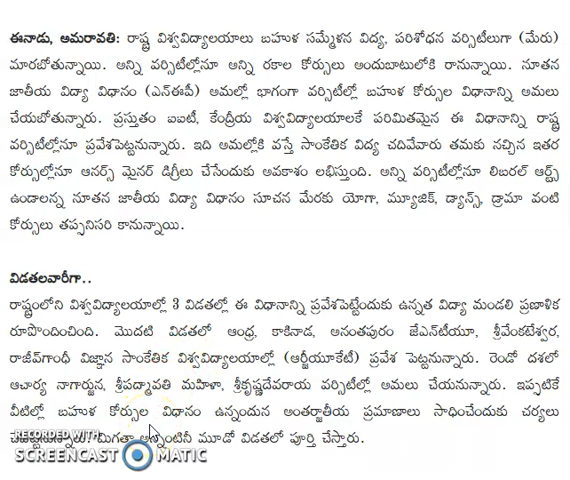 ఈనాడు, అమరావతి: రాష్ట్ర విశ్వవిద్యాలయాలు బహుళ సమ్మేళన విద్య, పరిశోధన వర్సిటీలుగా (మేరు)
మారబోతున్నాయి. అన్ని వర్సిటీల్లోనూ అన్ని రకాల కోర్సులు అందుబాటులోకి రానున్నాయి. నూతన
జాతీయ విద్యా విధానం (ఎన్ఈపీ) అమల్లో భాగంగా వర్సిటీల్లో బహుళ కోర్సుల విధానాన్ని అమలు
చేయబోతున్నారు. ప్రస్తుతం ఐఐటీ, కేంద్రీయ విశ్వవిద్యాలయాలకే పరిమితమైన ఈ విధానాన్ని రాష్ట్ర
వర్సిటీల్లోనూ ప్రవేశపెట్టనున్నారు. ఇది అమల్లోకి వస్తే సాంకేతిక విద్య చదివేవారు తమకు నచ్చిన ఇతర
కోర్సుల్లోనూ ఆనర్స్ మైనర్ డిగ్రీలు చేసేందుకు అవకాశం లభిస్తుంది. అన్ని వర్సిటీల్లోనూ లిబరల్ ఆర్ట్స్
ఉండాలన్న నూతన జాతీయ విద్యా విధానం సూచన మేరకు యోగా, మ్యూజిక్, డ్యాన్స్, డ్రామా వంటి
కోర్సులు తప్పనిసరి కానున్నాయి.
విడతలవారీగా..
రాష్ట్రంలోని విశ్వవిద్యాలయాల్లో 3 విడతల్లో ఈ విధానాన్ని ప్రవేశపెట్టేందుకు ఉన్నత విద్యా మండలి ప్రణాళిక
రూపొందించింది. మొదటి విడతలో ఆంధ్ర, కాకినాడ, అనంతపురం జేఎన్‌టీయూ, శ్రీవేంకటేశ్వర,
రాజీవ్‌గాంధీ విజ్ఞాన సాంకేతిక విశ్వవిద్యాలయాల్లో (ఆర్జీయూకేటీ) ప్రవేశ పెట్టనున్నారు. రెండో దశలో
ఆచార్య నాగార్జున, శ్రీపద్మావతి మహిళా, శ్రీకృష్ణదేవరాయ వర్సిటీల్లో అమలు చేయనున్నారు. ఇప్పటికే
వీటిల్లో బహుళ కోర్సుల విధానం ఉన్నందున అంతర్జాతీయ ప్రమాణాలు సాధించేందుకు చర్యలు
మిగతా అన్నింటినీ మూడో విడతలో పూర్తి చేస్తారు.
RECORDED WITH
SCREENCAST MATIC